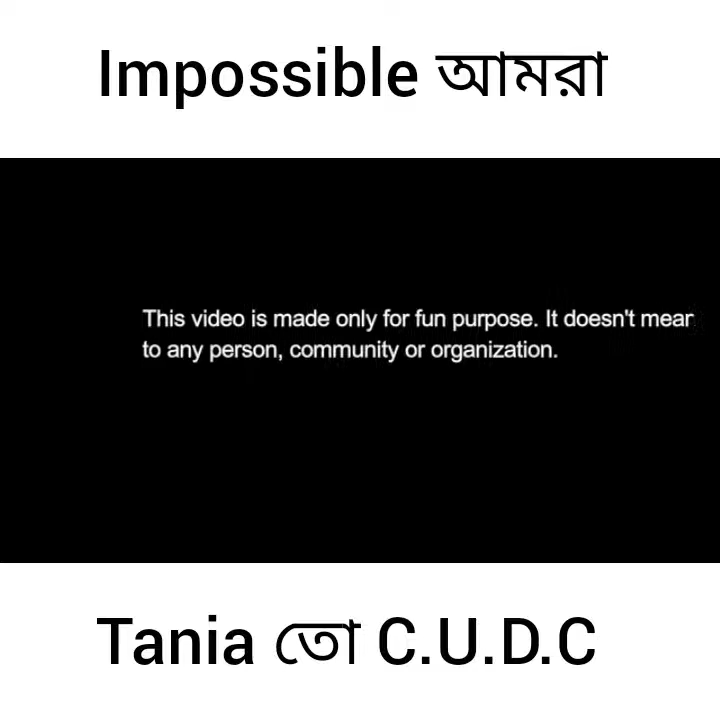 Impossible আমরা
This video is made only for fun purpose. It doesn't mean
to any person, community or organization.
Tania তো C.U.D.C